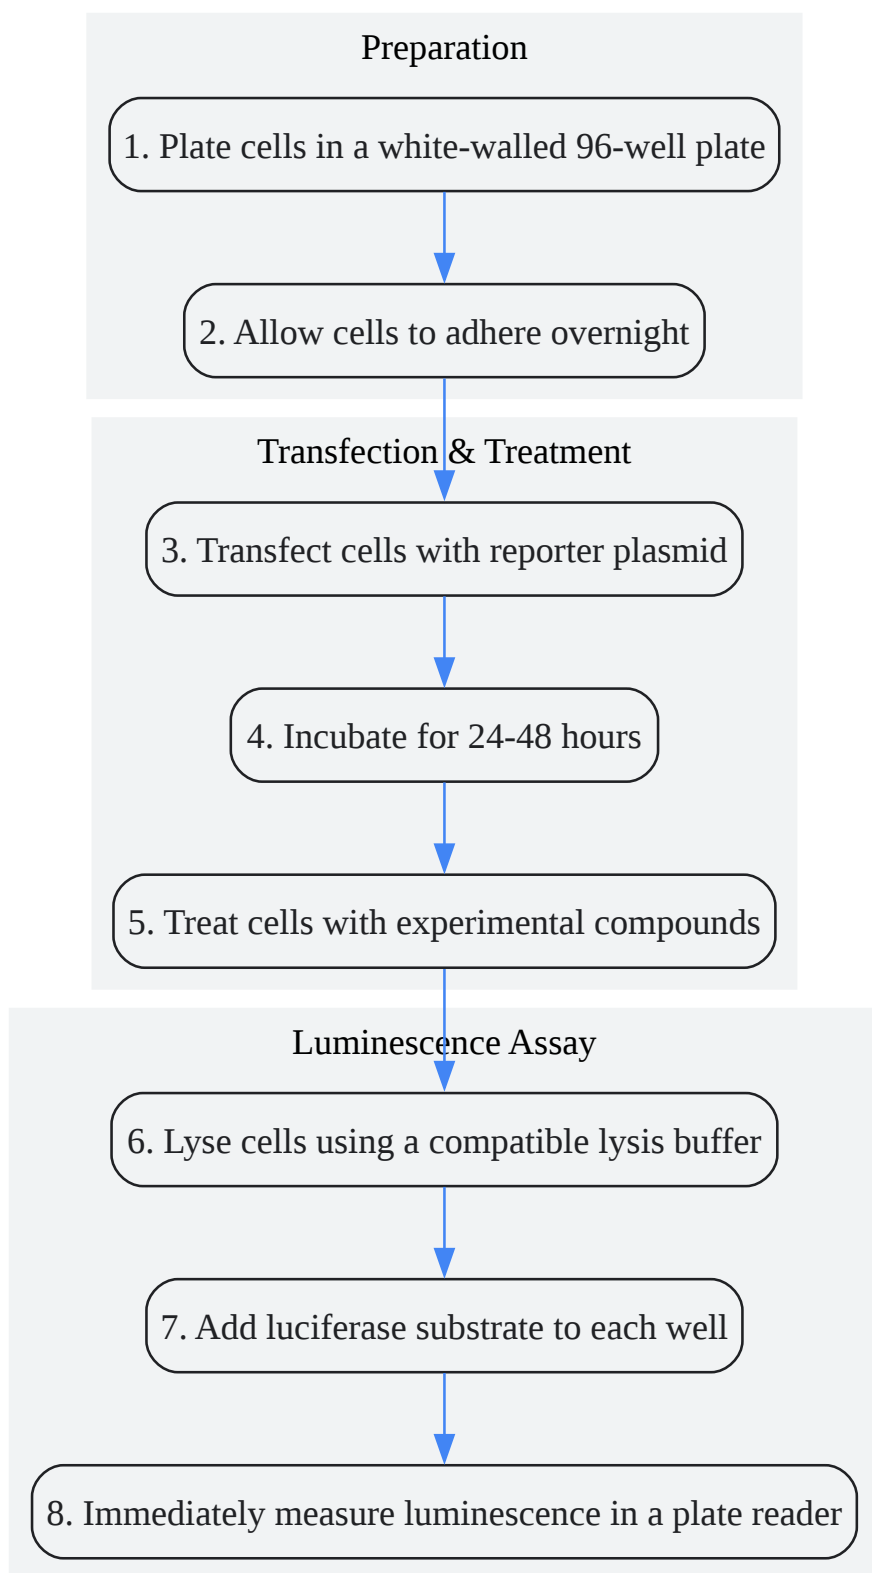 Preparation
1. Plate cells in a white-walled 96-well plate
2. Allow cells to adhere overnight
Transfection & Treatment
3. Transfect cells with reporter plasmid
4. Incubate for 24-48 hours
5. Treat cells with experimental compounds
Luminescence Assay
6. Lyse cells using a compatible lysis buffer
7. Add luciferase substrate to each well
8. Immediately measure luminescence in a plate reader